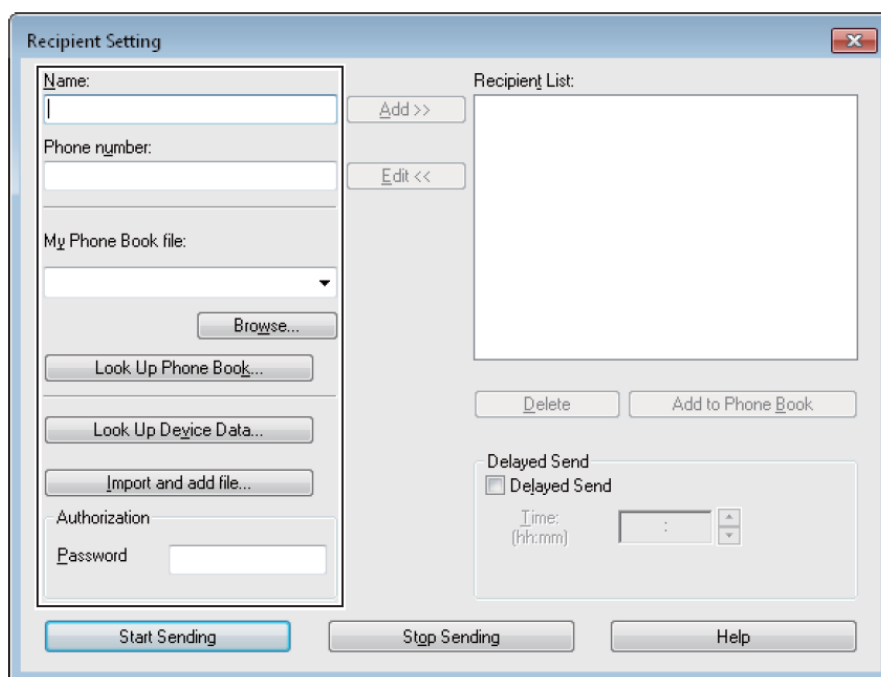 Recipient Setting
Name:
Add >>
Phone number:
Edit <<
My Phone Book file:
Browse...
Look Up Phone Book...
Look Up Device Data...
Import and add file...
Authorization
Password
Recipient List:
Delete
Add to Phone Book
Delayed Send
Delayed Send
Time:
(hh:mm)
:
Start Sending
Stop Sending
Help